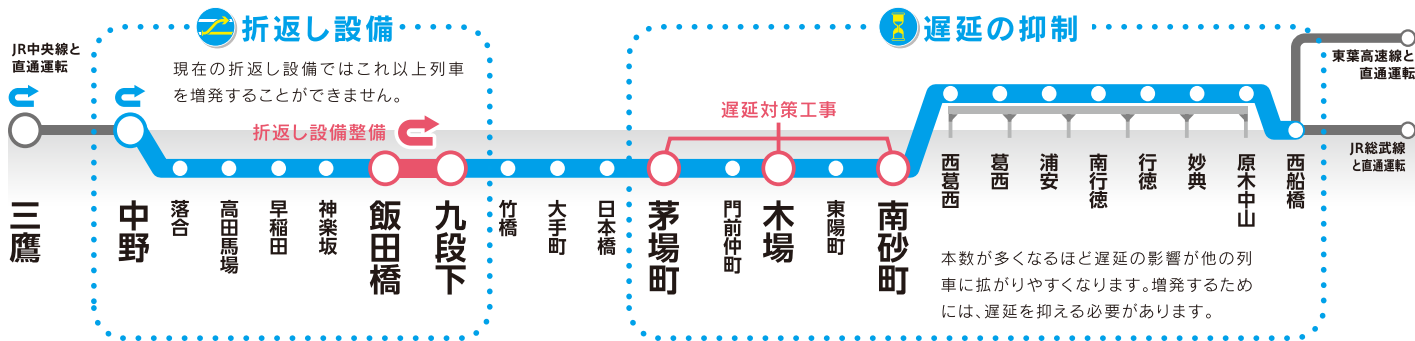 折返し設備
遅延の抑制
JR中央線と
直通運転
現在の折返し設備ではこれ以上列車
を増発することができません。
折返し設備整備
遅延対策工事
東葉高速線と
直通運転
JR総武線
と直通運転
三鷹
中野
落合
高田馬場
早稲田
神楽坂
飯田橋
九段下
竹橋
大手町
日本橋
茅場町
門前仲町
木場
東陽町
南砂町
西葛西
葛西
浦安
南行徳
行徳
妙典
原木中山
西船橋
本数が多くなるほど遅延の影響が他の列
車に拡がりやすくなります。増発するため
には、遅延を抑える必要があります。